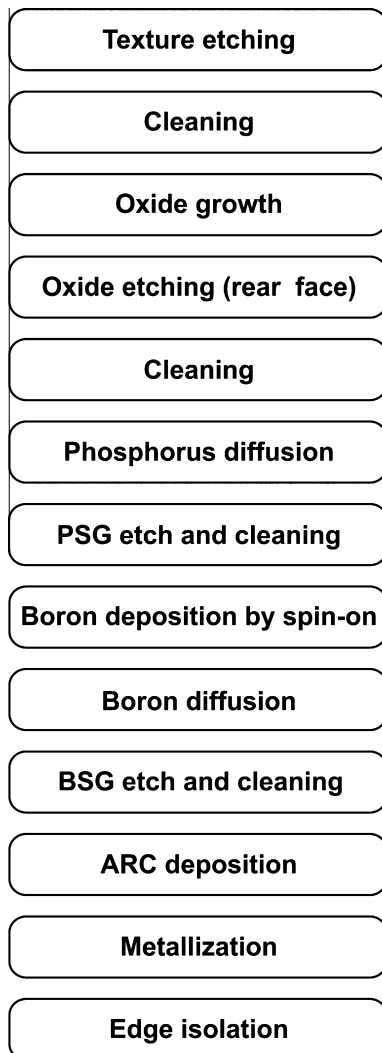 Texture etching
Cleaning
Oxide growth
Oxide etching (rear face)
Cleaning
Phosphorus diffusion
PSG etch and cleaning
Boron deposition by spin-on
Boron diffusion
BSG etch and cleaning
ARC deposition
Metallization
Edge isolation